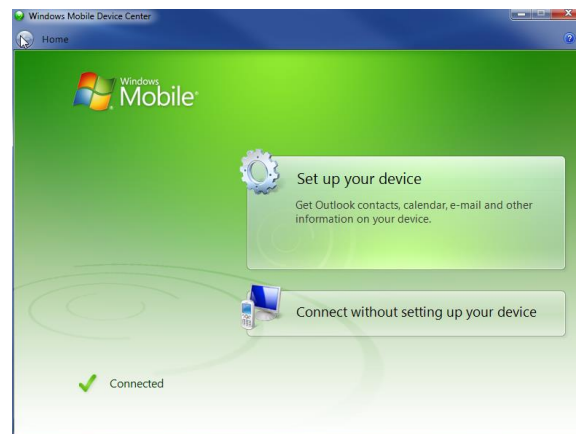 Windows Mobile Device Center
Home
Windows
Mobile
Set up your device
Get Outlook contacts, calendar, e-mail and other
information on your device.
Connect without setting up your device
Connected